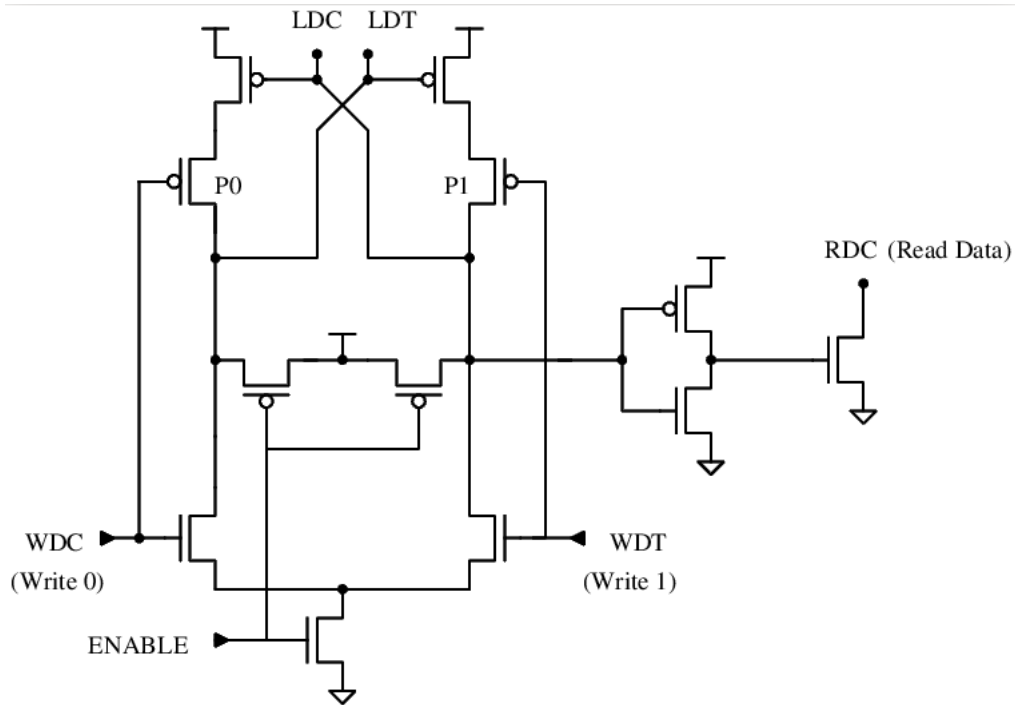 LDC LDT
P0
P1
RDC (Read Data)
WDC
(Write 0)
WDT
(Write 1)
ENABLE